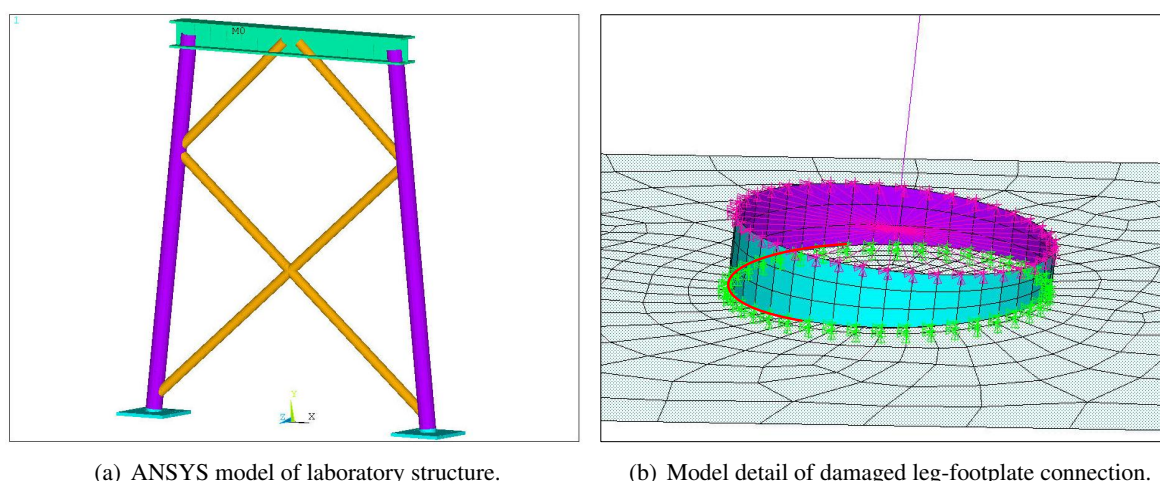 1
M0
Y
Z X
(a) ANSYS model of laboratory structure.
(b) Model detail of damaged leg-footplate connection.